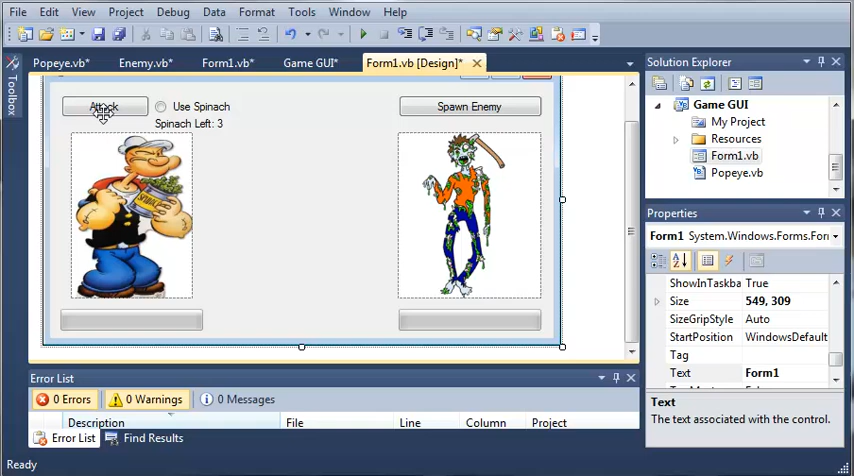 File Edit View Project Debug Data Format Tools Window Help
Popeye.vb* Enemy.vb* Form1.vb* Game GUI* Form1.vb [Design]*
Toolbox
Attack Use Spinach Spawn Enemy
Spinach Left: 3
SPINACH
Solution Explorer
Game GUI
My Project
Resources
Form1.vb
Popeye.vb
Properties
Form1 System.Windows.Forms.Forn
ShowInTaskba True
Size 549, 309
SizeGripStyle Auto
StartPosition WindowsDefault
Tag
Text Form1
Text
The text associated with the control.
Error List
0 Errors 0 Warnings 0 Messages
Description File Line Column Project
Error List Find Results
Ready